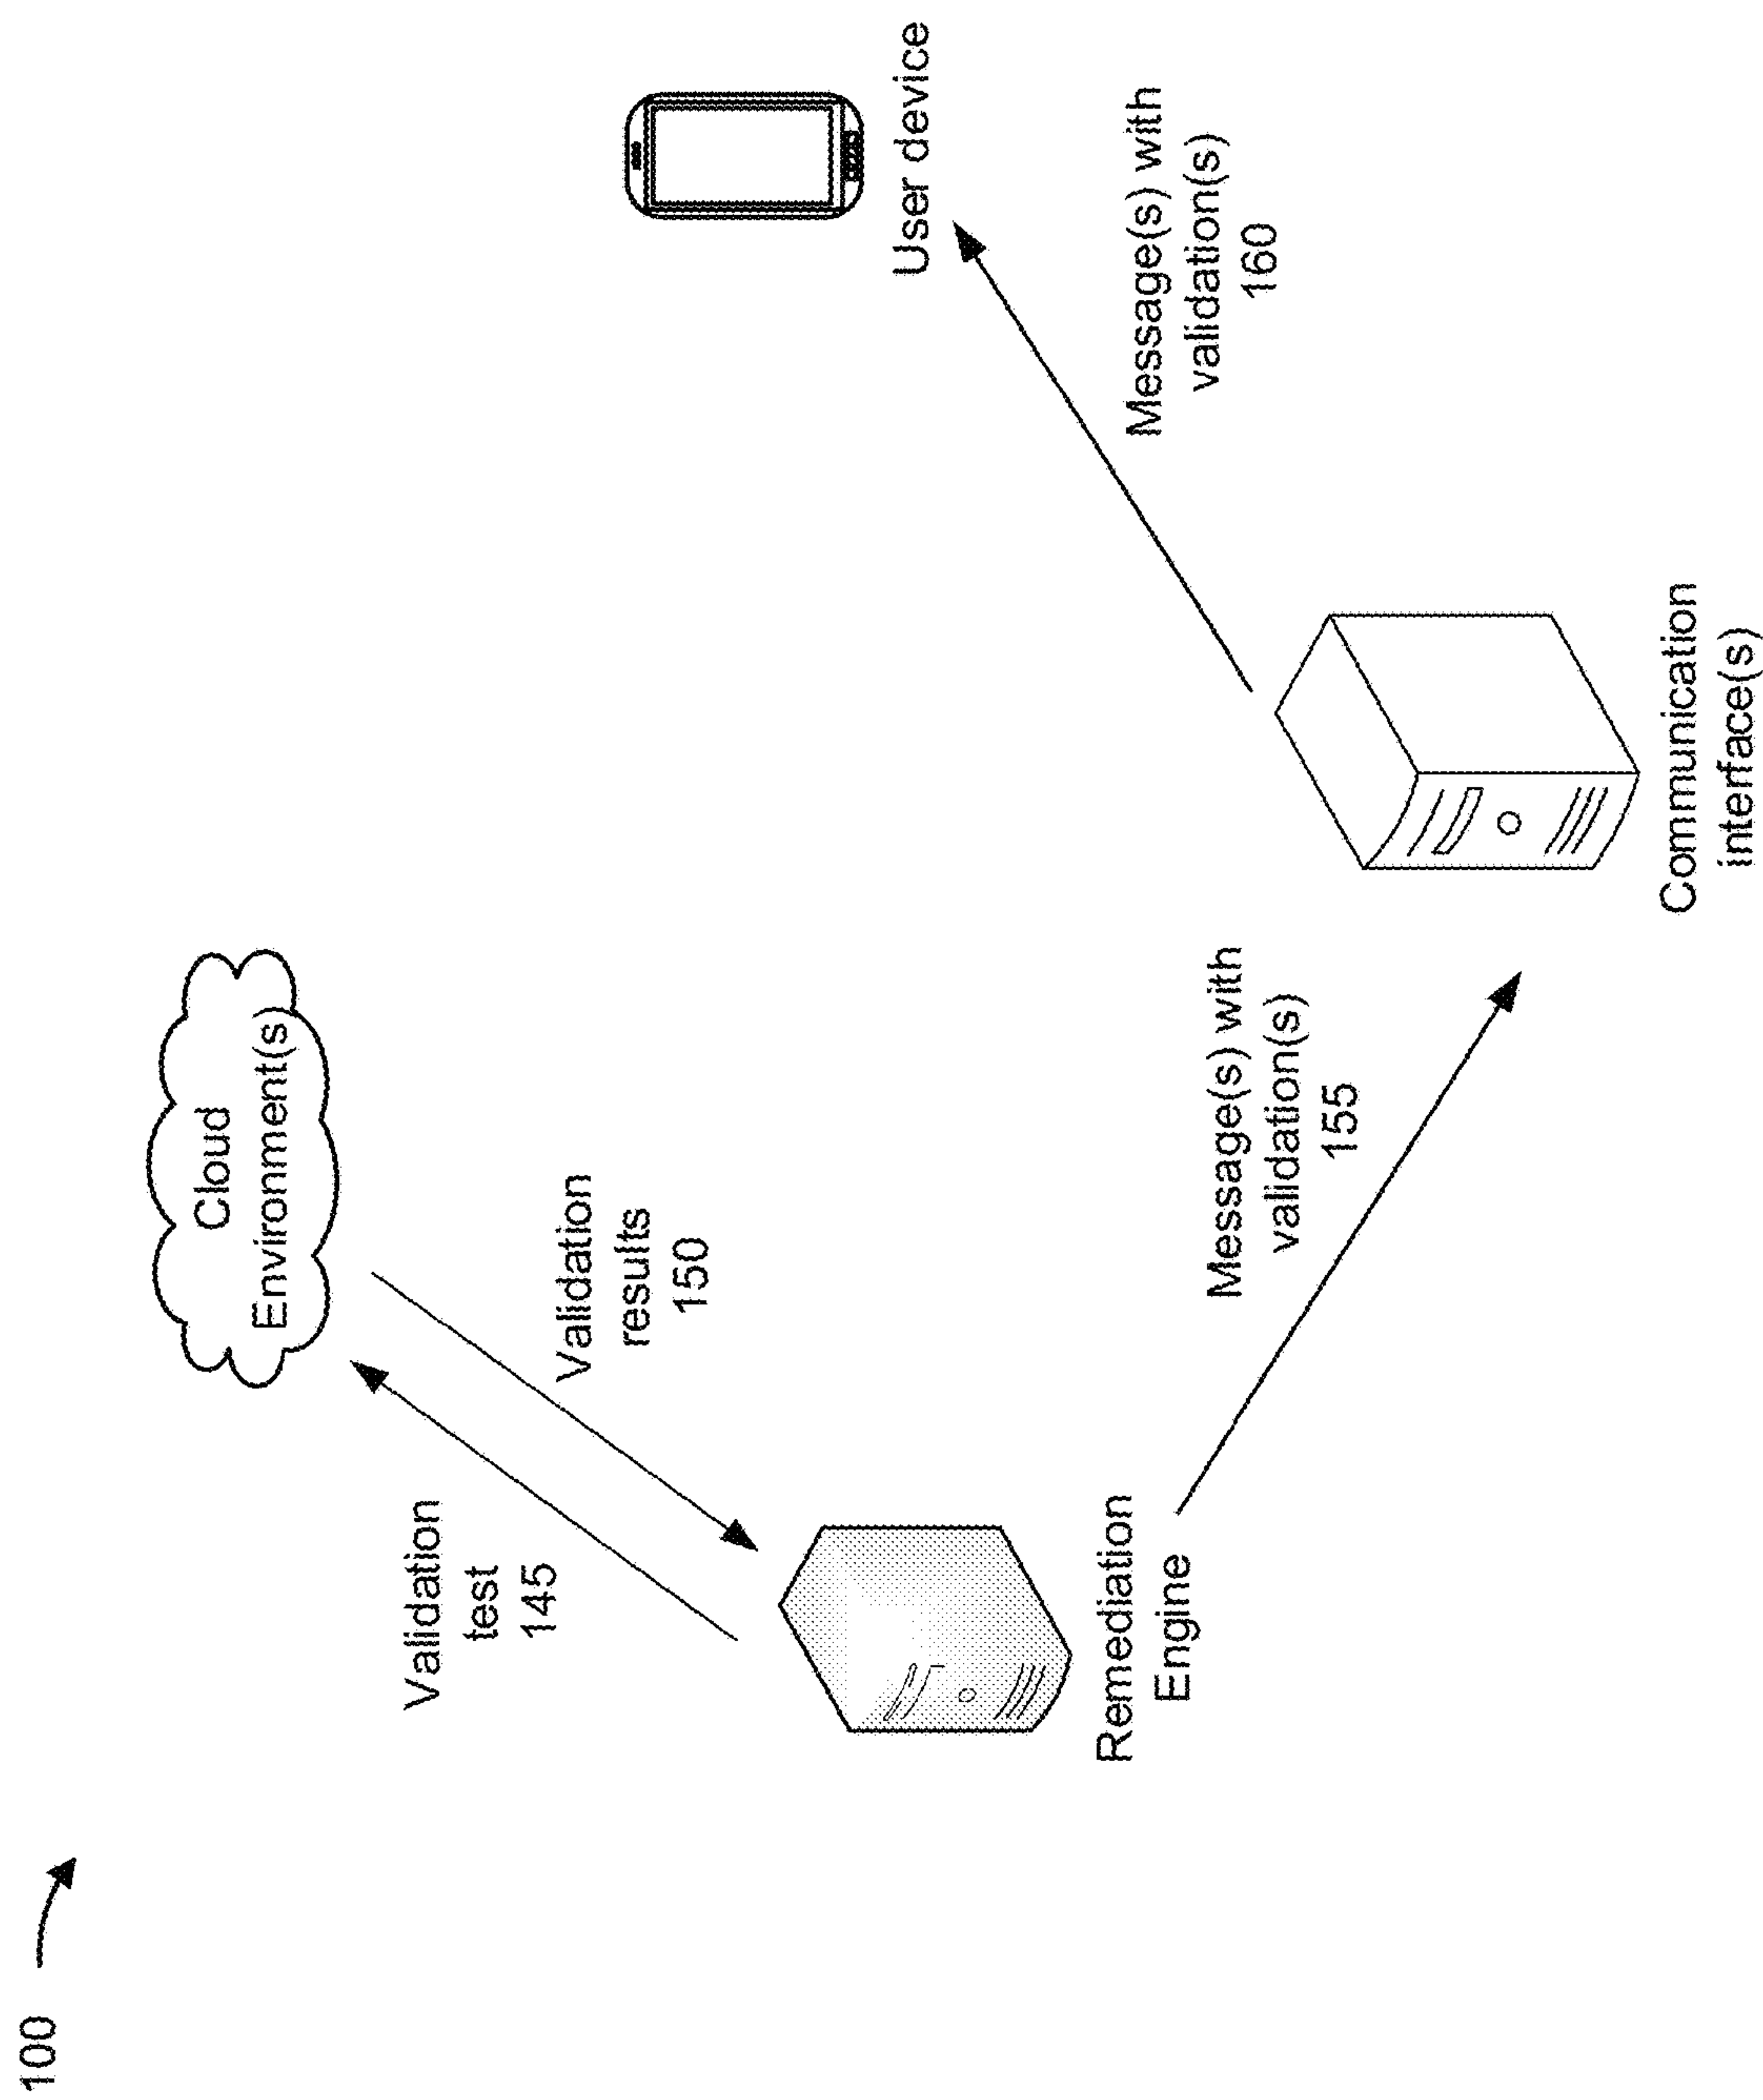 100
Cloud
Environment(s)
Validation
test
145
Validation
results
150
User device
Remediation
Engine
Message(s) with
validation(s)
155
Message(s) with
validation(s)
160
Communication
interface(s)